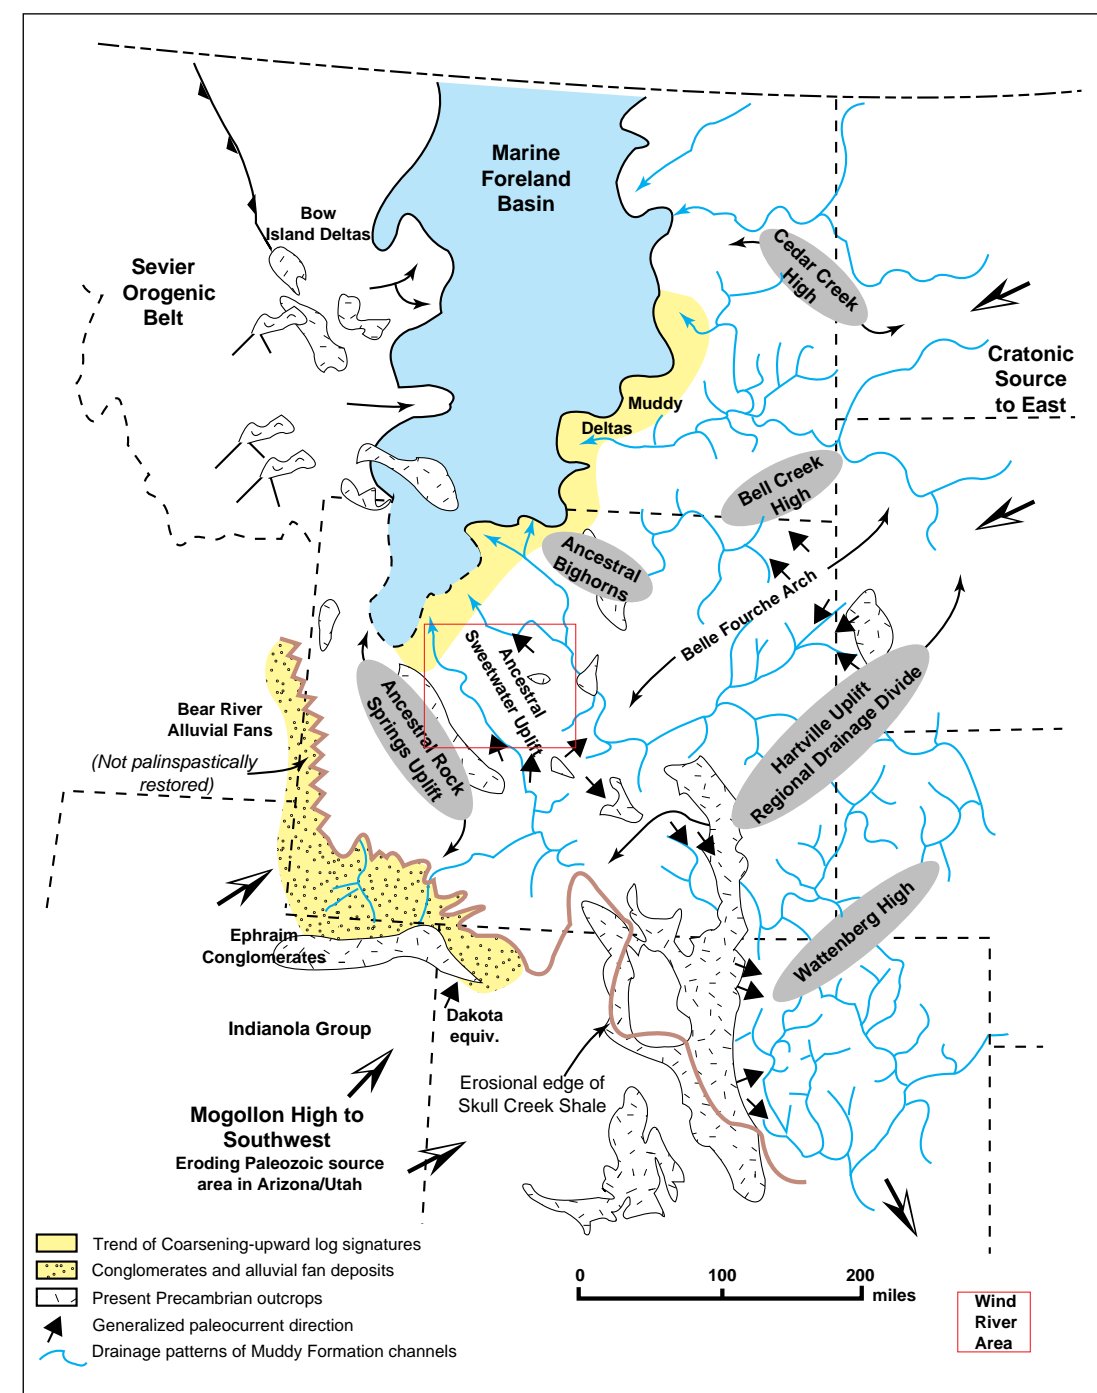 Marine
Foreland
Basin
Bow
Island Deltas
Sevier
Orogenic
Belt
Cedar Creek
High
Cratonic
Source
to East
Muddy
Deltas
Bell Creek
High
Ancestral
Bighorns
Belle Fourche Arch
Ancestral
Sweetwater Uplift
Ancestral Rock
Springs Uplift
Hartville Uplift
Regional Drainage Divide
Bear River
Alluvial Fans
(Not palinspastically
restored)
Wattenberg High
Ephraim
Conglomerates
Indianola Group
Dakota
equiv.
Erosional edge of
Skull Creek Shale
Mogollon High to
Southwest
Eroding Paleozoic source
area in Arizona/Utah
Trend of Coarsening-upward log signatures
Conglomerates and alluvial fan deposits
Present Precambrian outcrops
Generalized paleocurrent direction
Drainage patterns of Muddy Formation channels
0 100 200
miles
Wind
River
Area